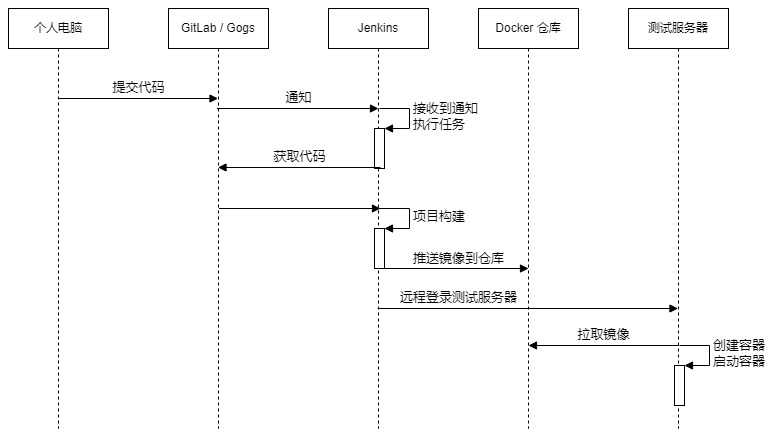 个人电脑
GitLab / Gogs
Jenkins
Docker 仓库
测试服务器
提交代码
通知
接收到通知
执行任务
获取代码
项目构建
推送镜像到仓库
远程登录测试服务器
拉取镜像
创建容器
启动容器